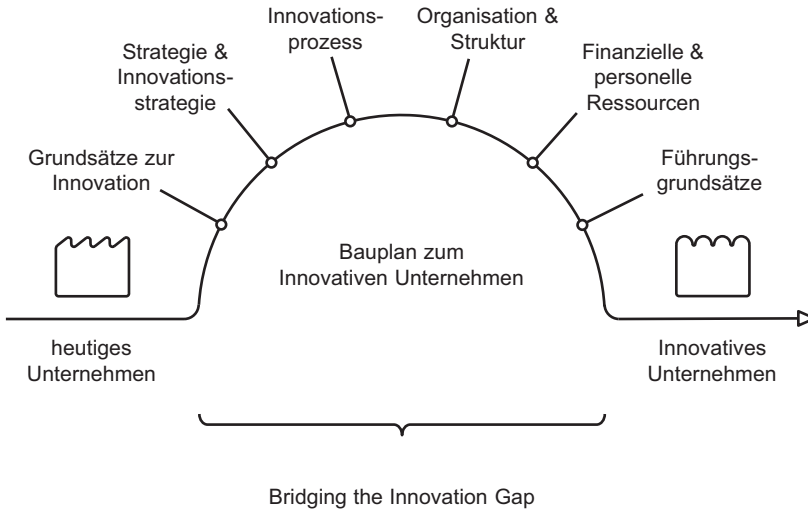 Innovations-
prozess
Organisation &
Struktur
Strategie &
Innovations-
strategie
Finanzielle &
personelle
Ressourcen
Grundsätze zur
Innovation
Führungs-
grundsätze
Bauplan zum
Innovativen Unternehmen
heutiges
Unternehmen
Innovatives
Unternehmen
Bridging the Innovation Gap